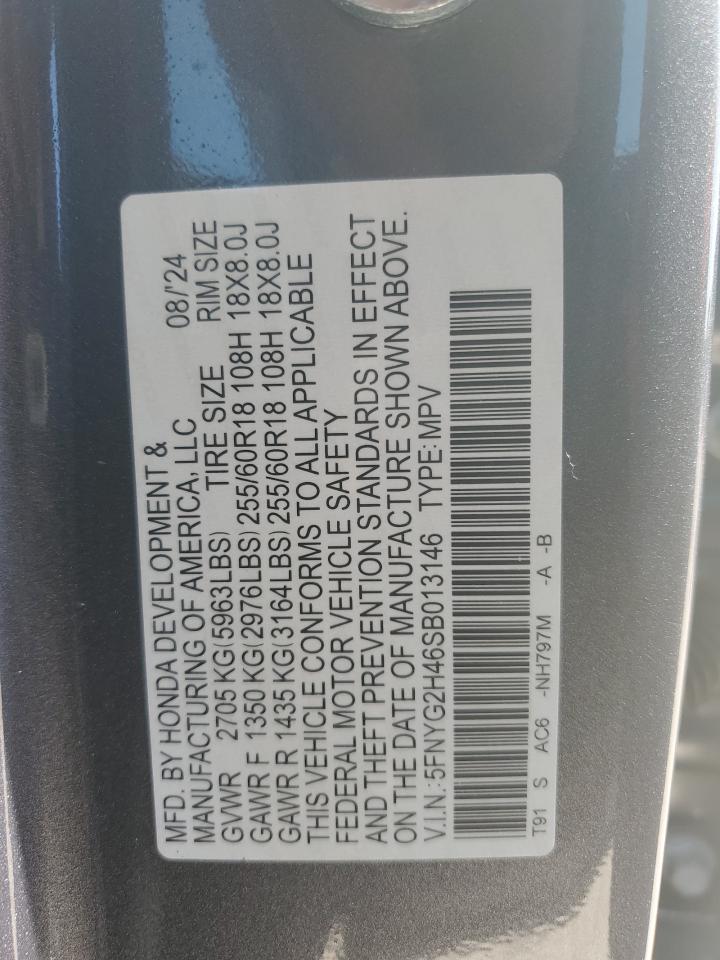 MFD. BY HONDA DEVELOPMENT & 08/'24
MANUFACTURING OF AMERICA, LLC
GVWR 2705 KG(5963LBS) TIRE SIZE RIM SIZE
GAWR F 1350 KG(2976LBS) 255/60R18 108H 18X8.0J
GAWR R 1435 KG(3164LBS) 255/60R18 108H 18X8.0J
THIS VEHICLE CONFORMS TO ALL APPLICABLE
FEDERAL MOTOR VEHICLE SAFETY
AND THEFT PREVENTION STANDARDS IN EFFECT
ON THE DATE OF MANUFACTURE SHOWN ABOVE.
V.I.N.:5FNYG2H46SB013146 TYPE:MPV
T91 S AC6 -NH797M -A -B